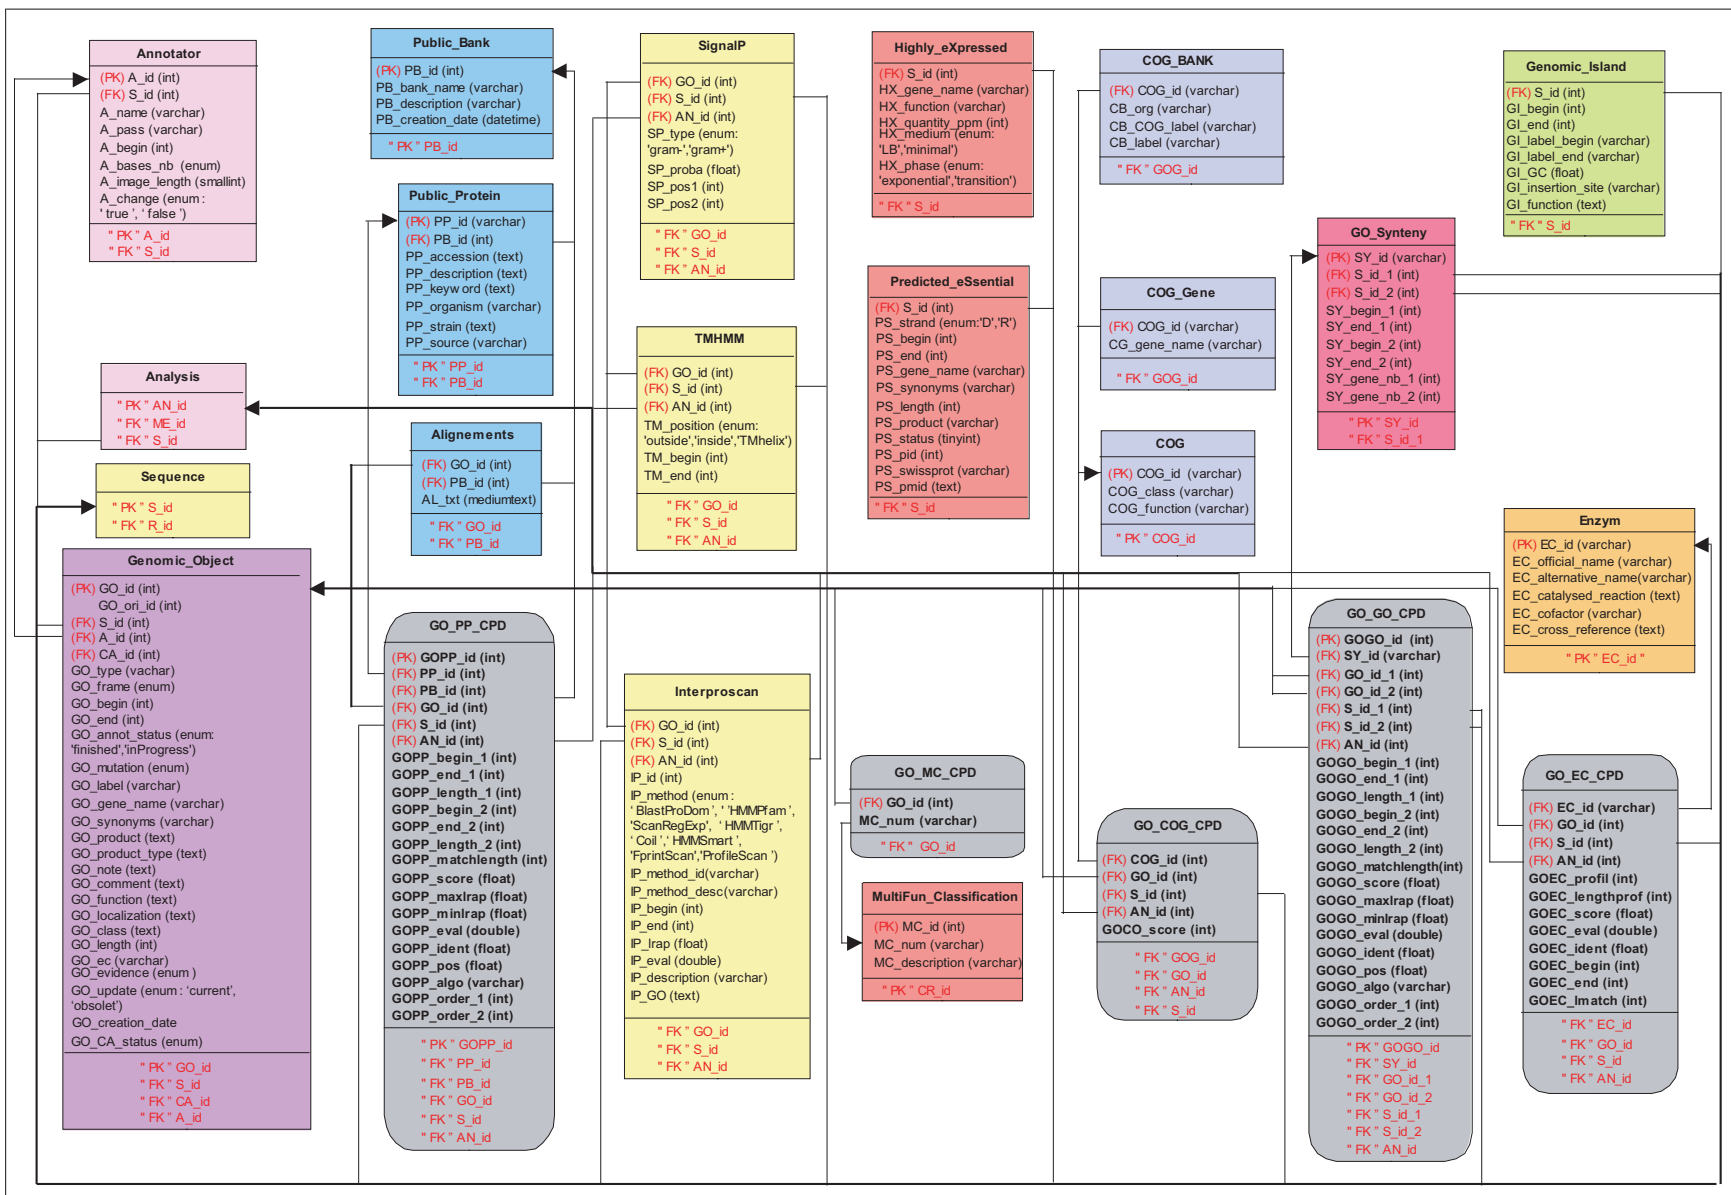 Annotator
(PK) A_id (int)
(FK) S_id (int)
A_name (varchar)
A_pass (varchar)
A_begin (int)
A_bases_nb (enum)
A_image_length (smallint)
A_change (enum :
' true ', ' false ')
" PK" A_id
" FK" S_id
Analysis
" PK" AN_id
" FK" ME_id
" FK" S_id
Sequence
" PK" S_id
" FK" R_id
Genomic_Object
(PK) GO_id (int)
GO_ori_id (int)
(FK) S_id (int)
(FK) A_id (int)
(FK) CA_id (int)
GO_type (vachar)
GO_frame (enum)
GO_begin (int)
GO_end (int)
GO_annot_status (enum:
'finished','inProgress')
GO_mutation (enum)
GO_label (varchar)
GO_gene_name (varchar)
GO_synonyms (varchar)
GO_product (text)
GO_product_type (text)
GO_note (text)
GO_comment (text)
GO_function (text)
GO_localization (text)
GO_class (text)
GO_length (int)
GO_ec (varchar)
GO_evidence (enum )
GO_update (enum : 'current',
'obsolet')
GO_creation_date
GO_CA_status (enum)
" PK" GO_id
" FK" S_id
" FK" CA_id
" FK" A_id
Public_Bank
(PK) PB_id (int)
PB_bank_name (varchar)
PB_description (varchar)
PB_creation_date (datetime)
" PK" PB_id
Public_Protein
(PK) PP_id (varchar)
(FK) PB_id (int)
PP_accession (text)
PP_description (text)
PP_keyword (text)
PP_organism (varchar)
PP_strain (text)
PP_source (varchar)
" PK" PP_id
" FK" PB_id
Alignements
(FK) GO_id (int)
(FK) PB_id (int)
AL_txt (mediumtext)
" FK" GO_id
" FK" PB_id
GO_PP_CPD
(PK) GOPP_id (int)
(FK) PP_id (int)
(FK) PB_id (int)
(FK) GO_id (int)
(FK) S_id (int)
(FK) AN_id (int)
GOPP_begin_1 (int)
GOPP_end_1 (int)
GOPP_length_1 (int)
GOPP_begin_2 (int)
GOPP_end_2 (int)
GOPP_length_2 (int)
GOPP_matchlength (int)
GOPP_score (float)
GOPP_maxlrap (float)
GOPP_minlrap (float)
GOPP_eval (double)
GOPP_ident (float)
GOPP_pos (float)
GOPP_algo (varchar)
GOPP_order_1 (int)
GOPP_order_2 (int)
" PK" GOPP_id
" FK" PP_id
" FK" PB_id
" FK" GO_id
" FK" S_id
" FK" AN_id
SignalP
(FK) GO_id (int)
(FK) S_id (int)
(FK) AN_id (int)
SP_type (enum:
'gram-','gram+')
SP_proba (float)
SP_pos1 (int)
SP_pos2 (int)
" FK" GO_id
" FK" S_id
" FK" AN_id
TMHMM
(FK) GO_id (int)
(FK) S_id (int)
(FK) AN_id (int)
TM_position (enum:
'outside','inside','TMhelix')
TM_begin (int)
TM_end (int)
" FK" GO_id
" FK" S_id
" FK" AN_id
Interproscan
(FK) GO_id (int)
(FK) S_id (int)
(FK) AN_id (int)
IP_id (int)
IP_method (enum :
' BlastProDom ', ' 'HMMPfam ',
'ScanRegExp', ' HMMTigr ',
' Coil ',' HMMSmart ',
'FprintScan','ProfileScan ')
IP_method_id(varchar)
IP_method_desc(varchar)
IP_begin (int)
IP_end (int)
IP_lrap (float)
IP_eval (double)
IP_description (varchar)
IP_GO (text)
" FK" GO_id
" FK" S_id
" FK" AN_id
Highly_eXpressed
(FK) S_id (int)
HX_gene_name (varchar)
HX_function (varchar)
HX_quantity_ppm (int)
HX_medium (enum:
'LB','minimal')
HX_phase (enum:
'exponential','transition')
" FK" S_id
Predicted_eSsential
(FK) S_id (int)
PS_strand (enum:'D','R')
PS_begin (int)
PS_end (int)
PS_gene_name (varchar)
PS_synonyms (varchar)
PS_length (int)
PS_product (varchar)
PS_status (tinyint)
PS_pid (int)
PS_swissprot (varchar)
PS_pmid (text)
" FK" S_id
GO_MC_CPD
(FK) GO_id (int)
MC_num (varchar)
" FK" GO_id
MultiFun_Classification
(PK) MC_id (int)
MC_num (varchar)
MC_description (varchar)
" PK" CR_id
COG_BANK
(FK) COG_id (int)
CB_org (varchar)
CB_COG_label (varchar)
CB_label (varchar)
" FK" GOG_id
COG_Gene
(FK) COG_id (varchar)
CG_gene_name (varchar)
" FK" GOG_id
COG
(PK) COG_id (varchar)
COG_class (varchar)
COG_function (varchar)
" PK" COG_id
GO_COG_CPD
(FK) COG_id (int)
(FK) GO_id (int)
(FK) S_id (int)
(FK) AN_id (int)
GOCO_score (int)
" FK" GOG_id
" FK" GO_id
" FK" AN_id
" FK" S_id
GO_Synteny
(PK) SY_id (varchar)
(FK) S_id_1 (int)
(FK) S_id_2 (int)
SY_begin_1 (int)
SY_end_1 (int)
SY_begin_2 (int)
SY_end_2 (int)
SY_gene_nb_1 (int)
SY_gene_nb_2 (int)
" PK" SY_id
" FK" S_id_1
GO_GO_CPD
(PK) GOGO_id (int)
(FK) SY_id (varchar)
(FK) GO_id_1 (int)
(FK) GO_id_2 (int)
(FK) S_id_1 (int)
(FK) S_id_2 (int)
(FK) AN_id (int)
GOGO_begin_1 (int)
GOGO_end_1 (int)
GOGO_length_1 (int)
GOGO_begin_2 (int)
GOGO_end_2 (int)
GOGO_length_2 (int)
GOGO_matchlength(int)
GOGO_score (float)
GOGO_maxlrap (float)
GOGO_minlrap (float)
GOGO_eval (double)
GOGO_ident (float)
GOGO_pos (float)
GOGO_algo (varchar)
GOGO_order_1 (int)
GOGO_order_2 (int)
" PK" GOGO_id
" FK" SY_id
" FK" GO_id_1
" FK" GO_id_2
" FK" S_id_1
" FK" S_id_2
" FK" AN_id
Genomic_Island
(FK) S_id (int)
GI_begin (int)
GI_end (int)
GI_label_begin (varchar)
GI_label_end (varchar)
GI_GC (float)
GI_insertion_site (varchar)
GI_function (text)
" FK" S_id
Enzym
(PK) EC_id (varchar)
EC_official_name (varchar)
EC_alternative_name(varchar)
EC_catalysed_reaction (text)
EC_cofactor (varchar)
EC_cross_reference (text)
" PK" EC_id "
GO_EC_CPD
(FK) EC_id (varchar)
(FK) GO_id (int)
(FK) S_id (int)
(FK) AN_id (int)
GOEC_profil (int)
GOEC_lengthprof (int)
GOEC_score (float)
GOEC_eval (double)
GOEC_ident (float)
GOEC_begin (int)
GOEC_end (int)
GOEC_lmatch (int)
" FK" EC_id
" FK" GO_id
" FK" S_id
" FK" AN_id